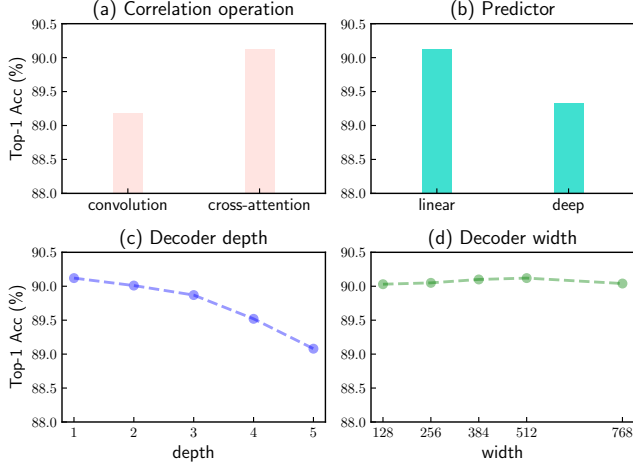 (a) Correlation operation
Top-1 Acc (%)
90.5
90.0
89.5
89.0
88.5
88.0
convolution cross-attention
(b) Predictor
90.5
90.0
89.5
89.0
88.5
88.0
linear deep
(c) Decoder depth
Top-1 Acc (%)
90.5
90.0
89.5
89.0
88.5
88.0
1 2 3 4 5
depth
(d) Decoder width
90.5
90.0
89.5
89.0
88.5
88.0
128 256 384 512 768
width